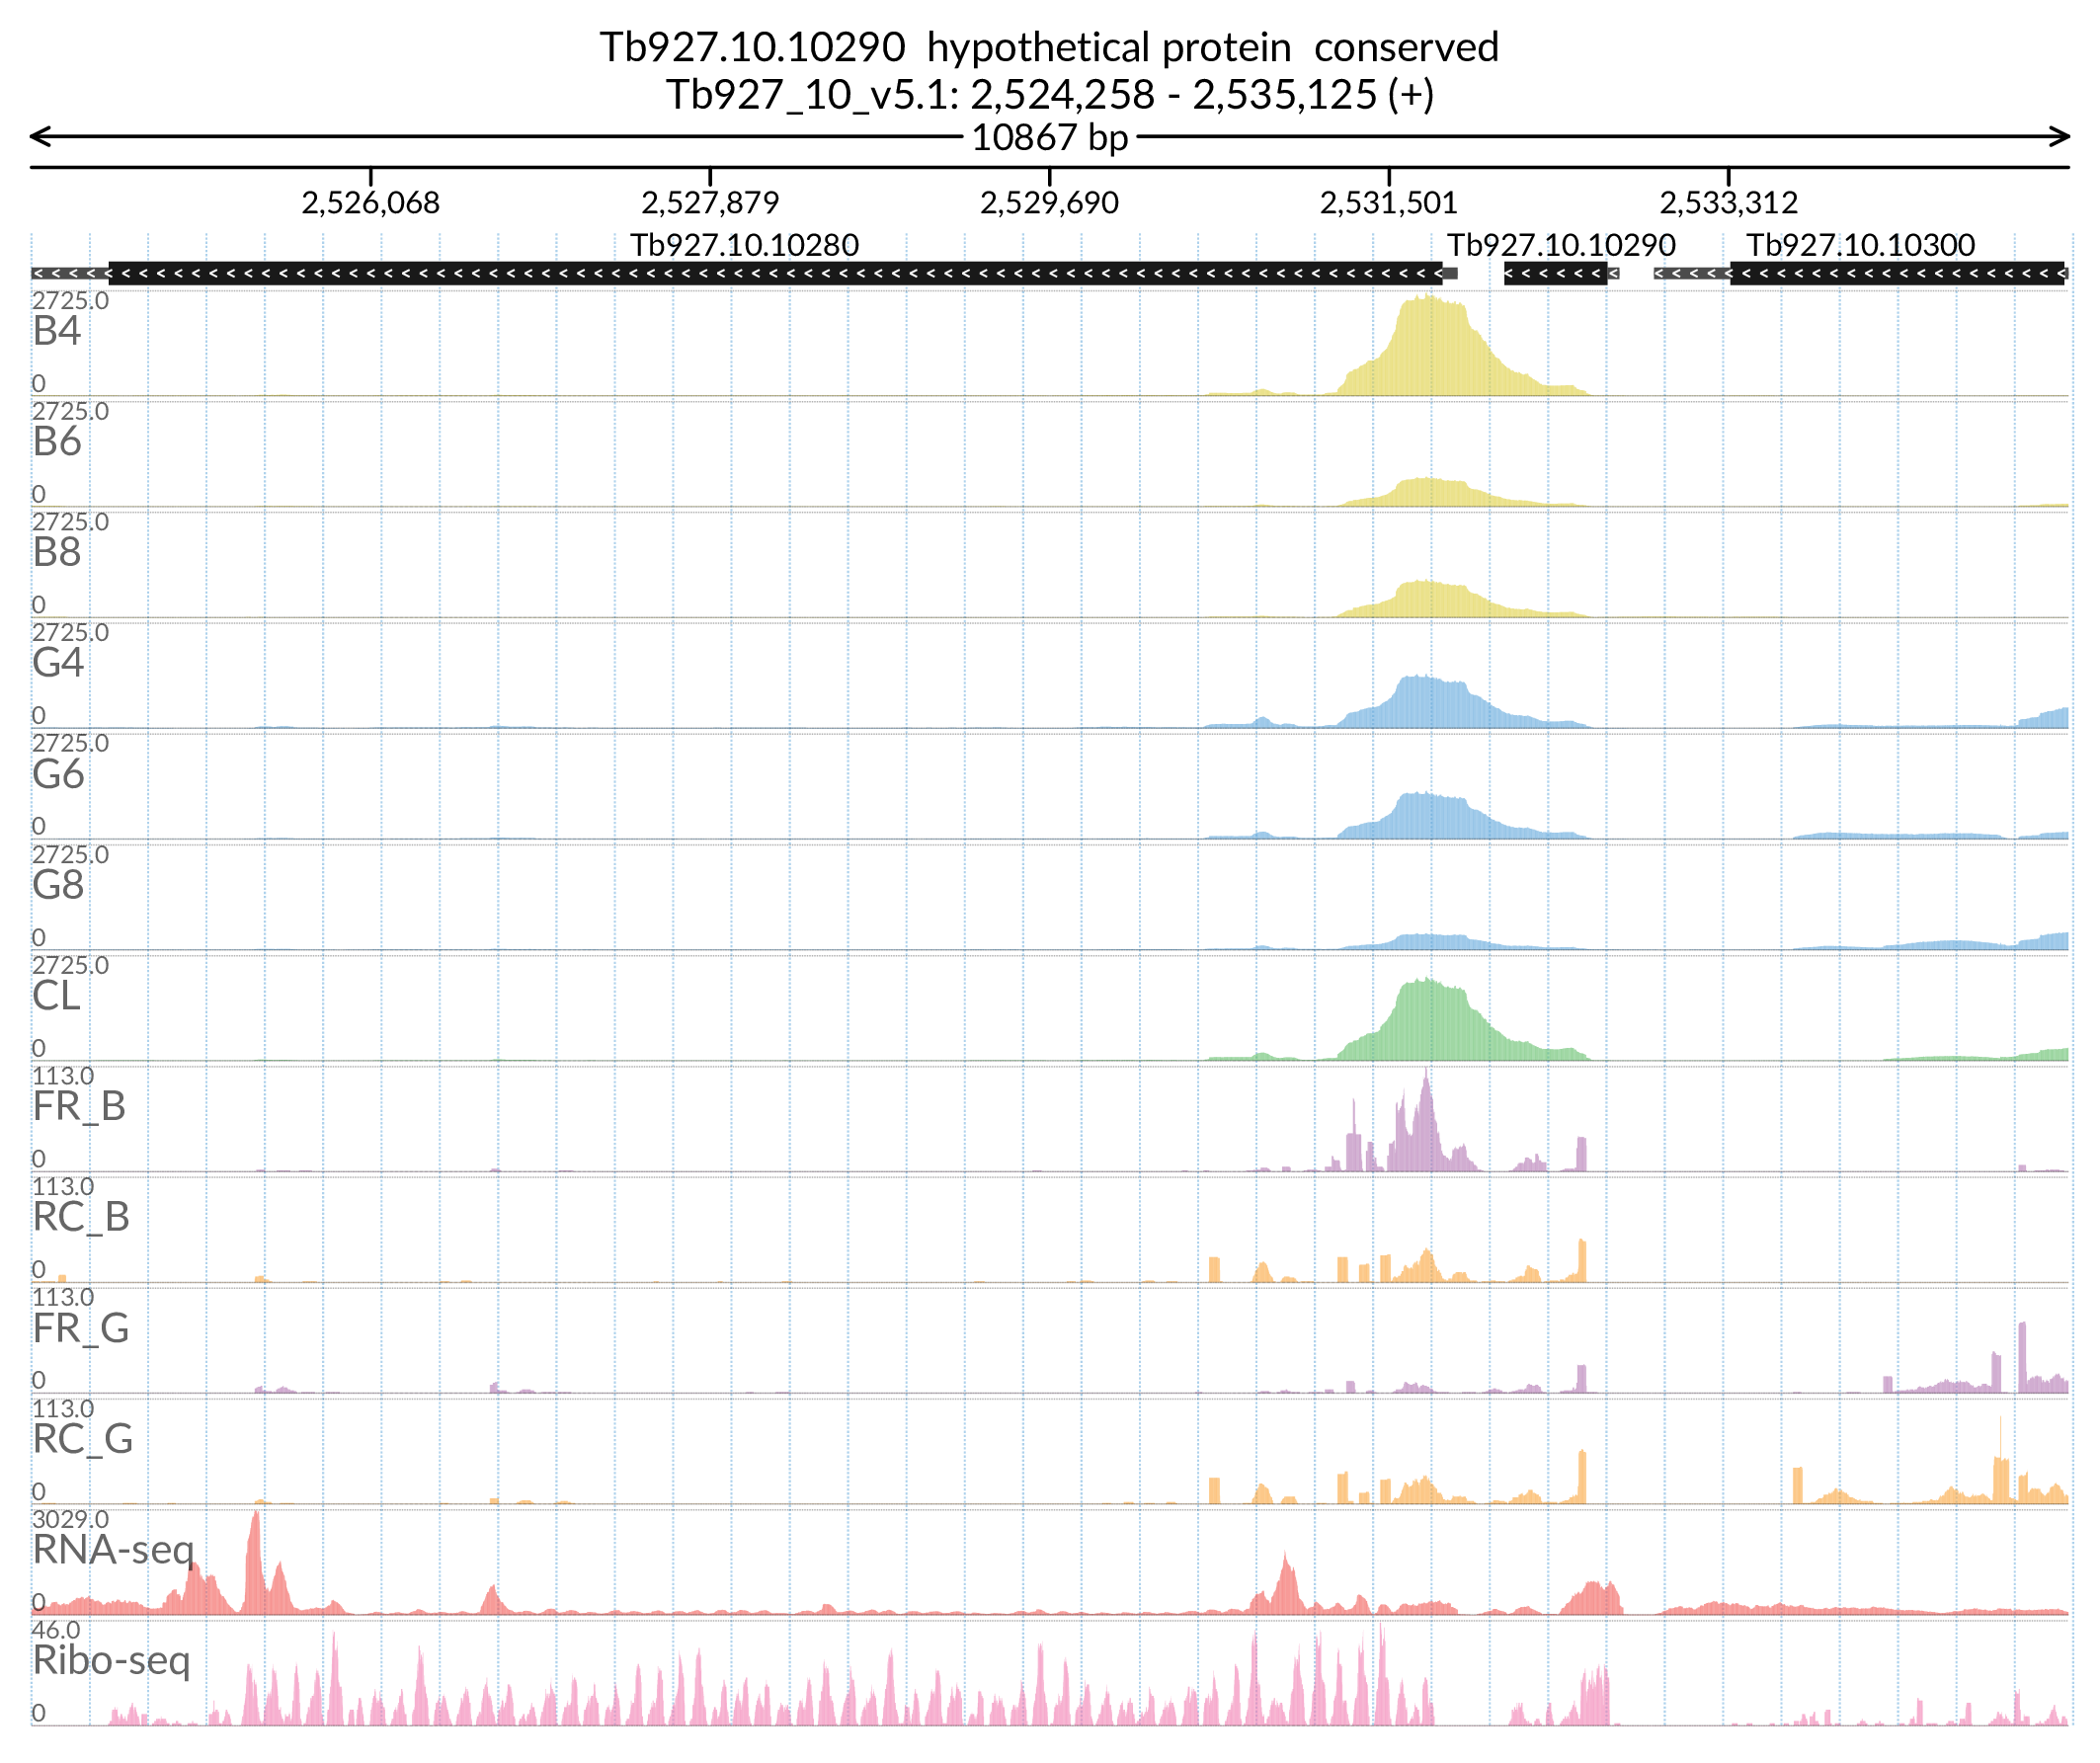 Tb927.10.10290 hypothetical protein conserved
Tb927_10_v5.1: 2,524,258 - 2,535,125 (+)
10867 bp
2,526,068 2,527,879 2,529,690 2,531,501 2,533,312
Tb927.10.10280 Tb927.10.10290 Tb927.10.10300
2725.0
B4
0
2725.0
B6
0
2725.0
B8
0
2725.0
G4
0
2725.0
G6
0
2725.0
G8
0
2725.0
CL
0
113.0
FR_B
0
113.0
RC_B
0
113.0
FR_G
0
113.0
RC_G
0
3029.0
RNA-seq
0
46.0
Ribo-seq
0